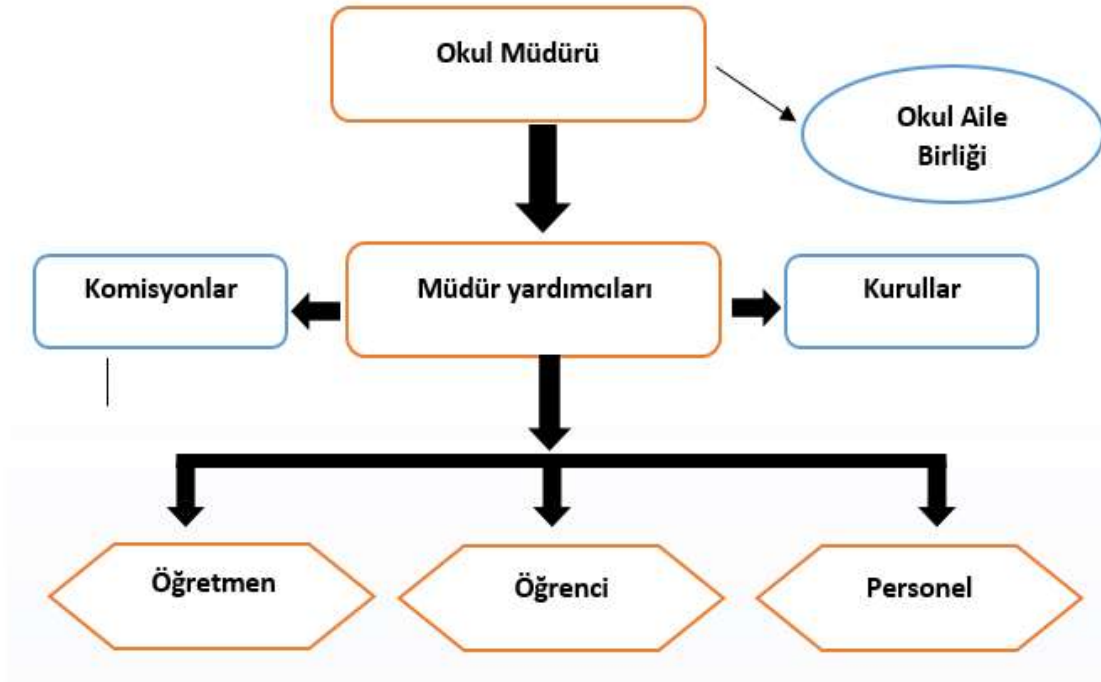 Okul Müdürü
Okul Aile
Birliği
Komisyonlar
Müdür yardımcıları
Kurullar
Öğretmen
Öğrenci
Personel